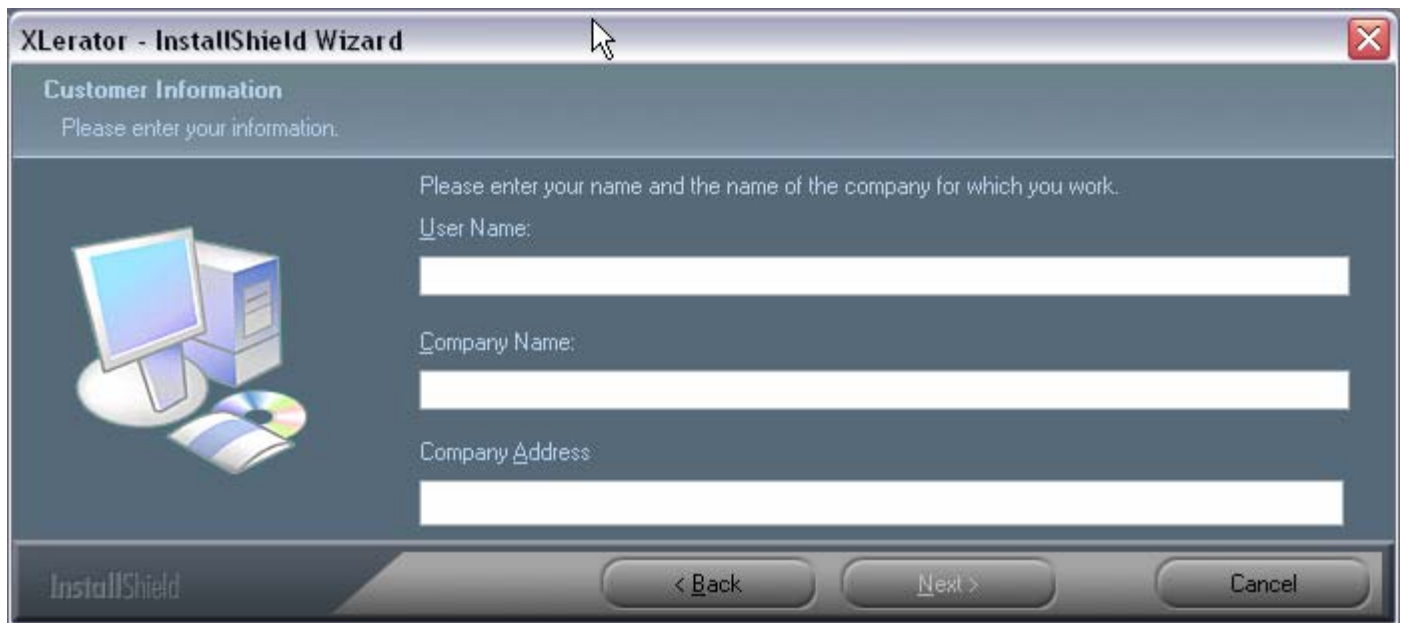 XLerator - InstallShield Wizard
Customer Information
Please enter your information.
Please enter your name and the name of the company for which you work.
User Name:
Company Name:
Company Address
InstallShield
< Back
Next >
Cancel